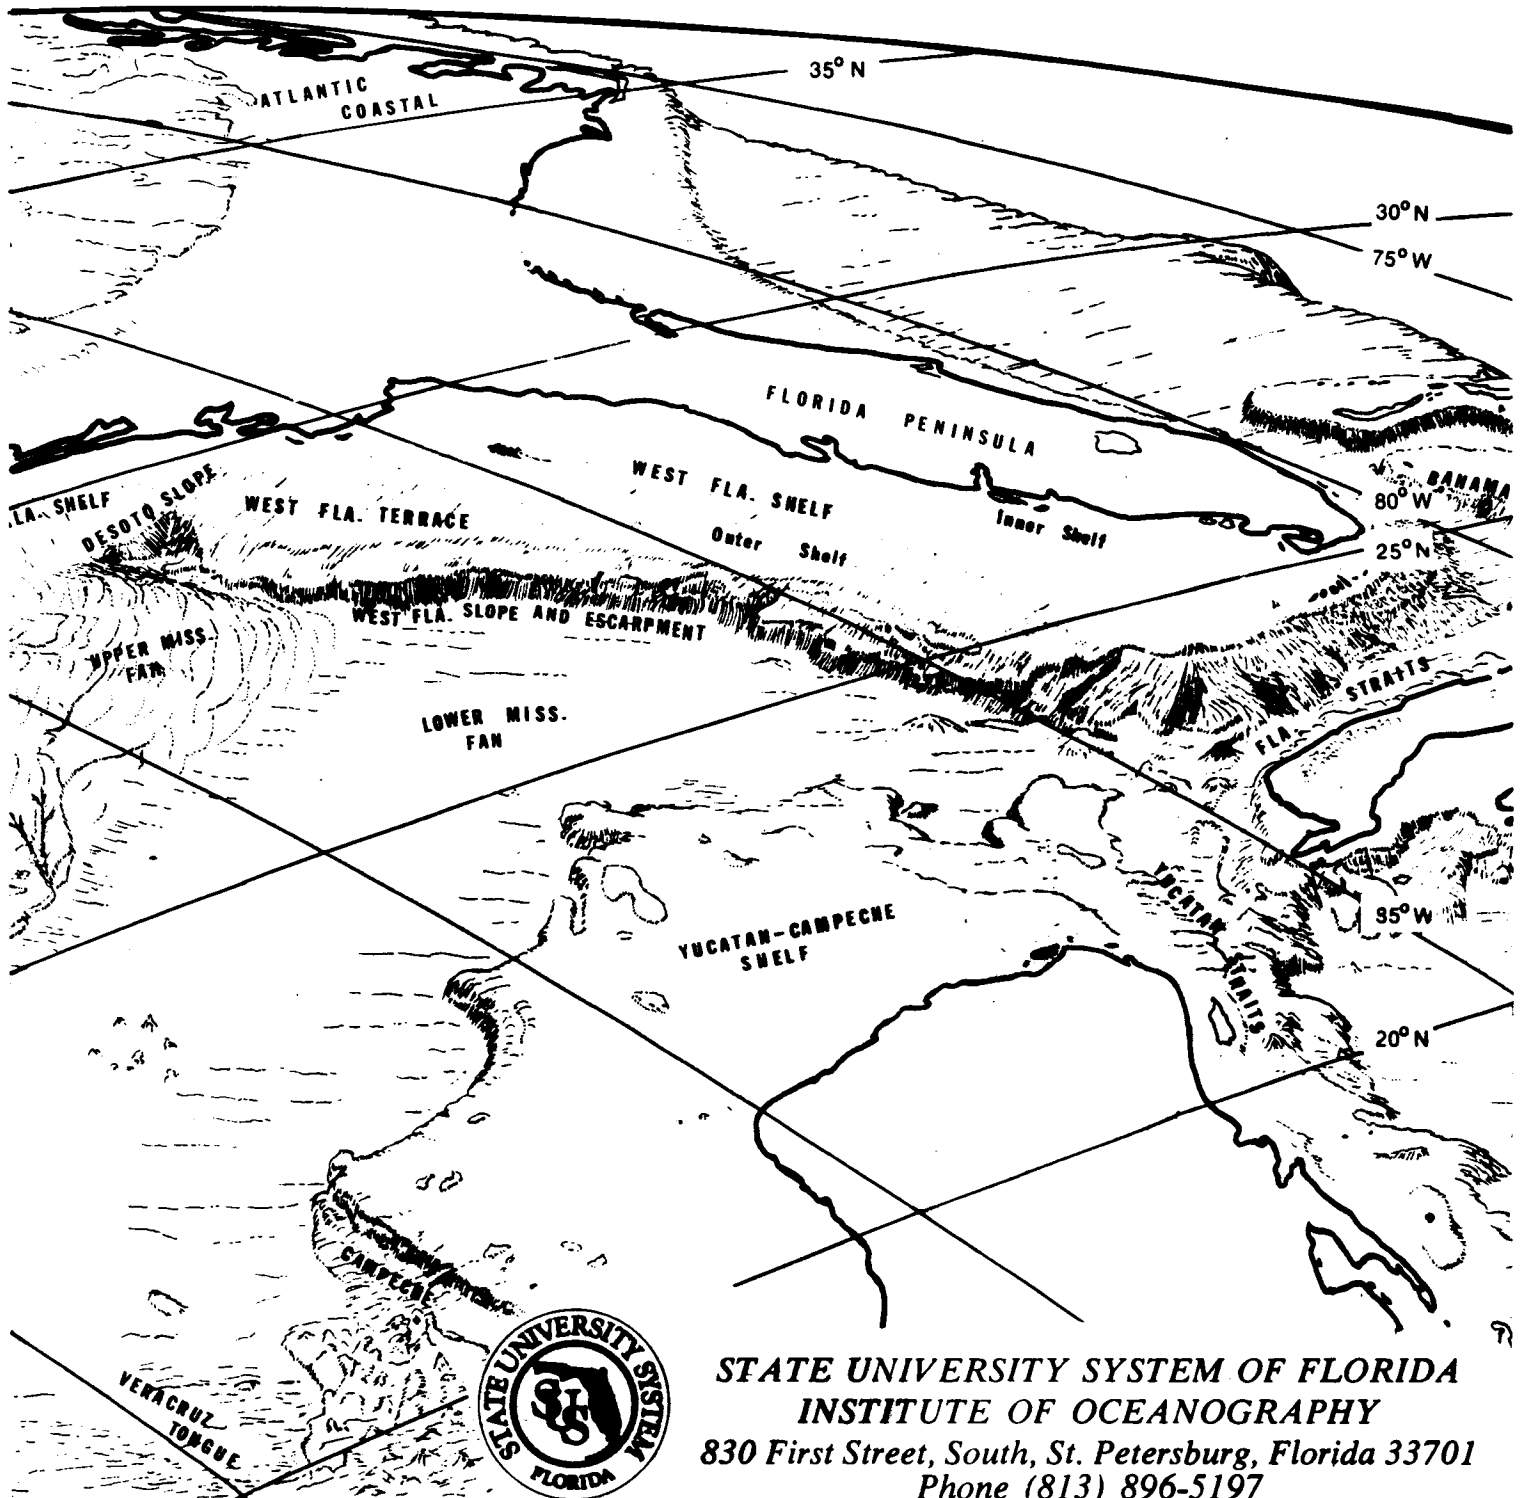 35° N
ATLANTIC
COASTAL
30° N
75° W
FLORIDA PENINSULA
BAHAMA
80° W
25° N
LA. SHELF
DESOTO SLOPE
WEST FLA. TERRACE
WEST FLA. SHELF
Outer Shelf
Inner Shelf
WEST FLA. SLOPE AND ESCARPMENT
UPPER MISS.
FAN
LOWER MISS.
FAN
FLA. STRAITS
YUCATAN STRAITS
85° W
YUCATAN-CAMPECHE
SHELF
20° N
CAMPECHE
VERACRUZ
TONGUE
STATE UNIVERSITY SYSTEM
SUS
FLORIDA
STATE UNIVERSITY SYSTEM OF FLORIDA
INSTITUTE OF OCEANOGRAPHY
830 First Street, South, St. Petersburg, Florida 33701
Phone (813) 896-5197